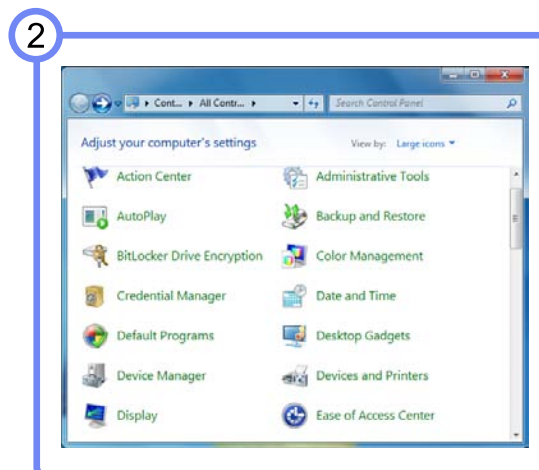 2
Cont... All Contr...
Search Control Panel
Adjust your computer's settings
View by: Large icons
Action Center
Administrative Tools
AutoPlay
Backup and Restore
BitLocker Drive Encryption
Color Management
Credential Manager
Date and Time
Default Programs
Desktop Gadgets
Device Manager
Devices and Printers
Display
Ease of Access Center